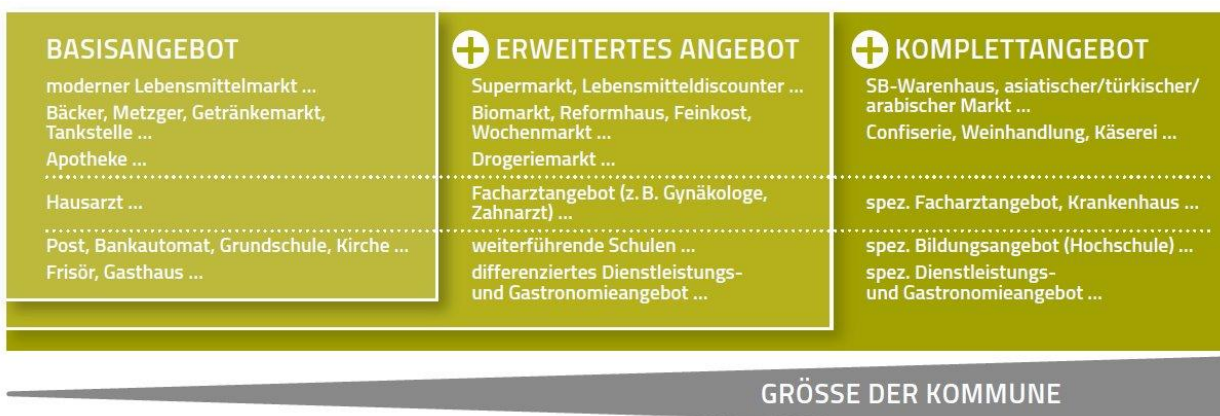 BASISANGEBOT
moderner Lebensmittelmarkt ...
Bäcker, Metzger, Getränkemarkt,
Tankstelle ...
Apotheke ...
Hausarzt ...
Post, Bankautomat, Grundschule, Kirche ...
Frisör, Gasthaus ...
+ ERWEITERTES ANGEBOT
Supermarkt, Lebensmitteldiscounter ...
Biomarkt, Reformhaus, Feinkost,
Wochenmarkt ...
Drogeriemarkt ...
Facharztangebot (z. B. Gynäkologe,
Zahnarzt) ...
weiterführende Schulen ...
differenziertes Dienstleistungs-
und Gastronomieangebot ...
+ KOMPLETTANGEBOT
SB-Warenhaus, asiatischer/türkischer/
arabischer Markt ...
Confiserie, Weinhandlung, Käserei ...
spez. Facharztangebot, Krankenhaus ...
spez. Bildungsangebot (Hochschule) ...
spez. Dienstleistungs-
und Gastronomieangebot ...
GRÖSSE DER KOMMUNE